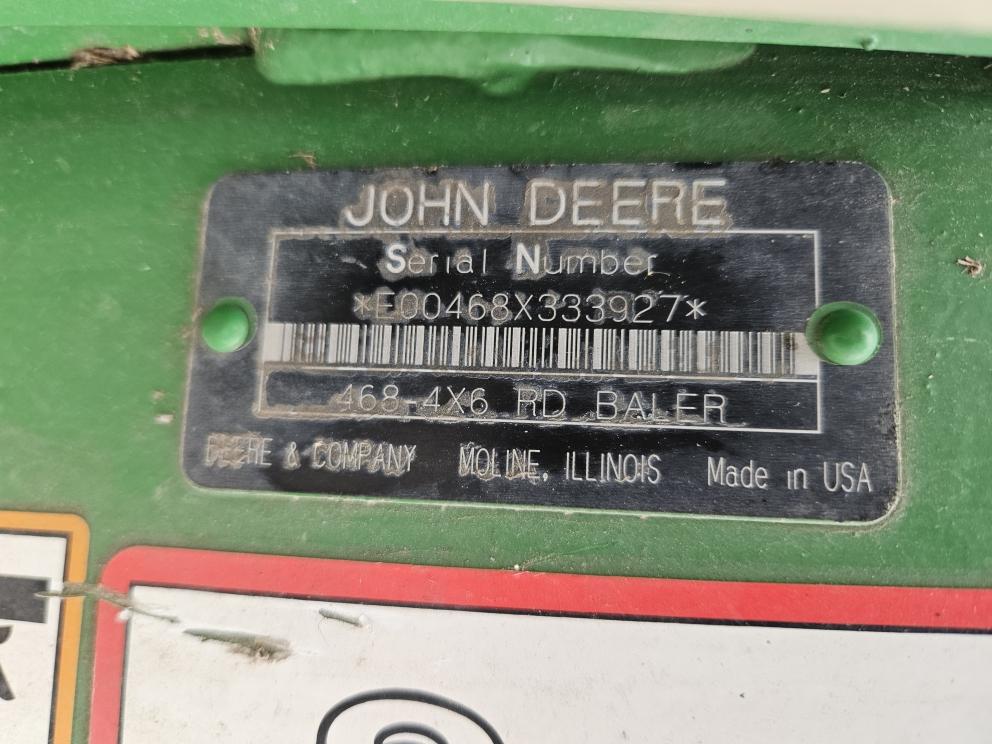 JOHN DEERE
Serial Number
*E00468X333927*
468-4X6 RD BALER
DEERE & COMPANY MOLINE, ILLINOIS Made in USA